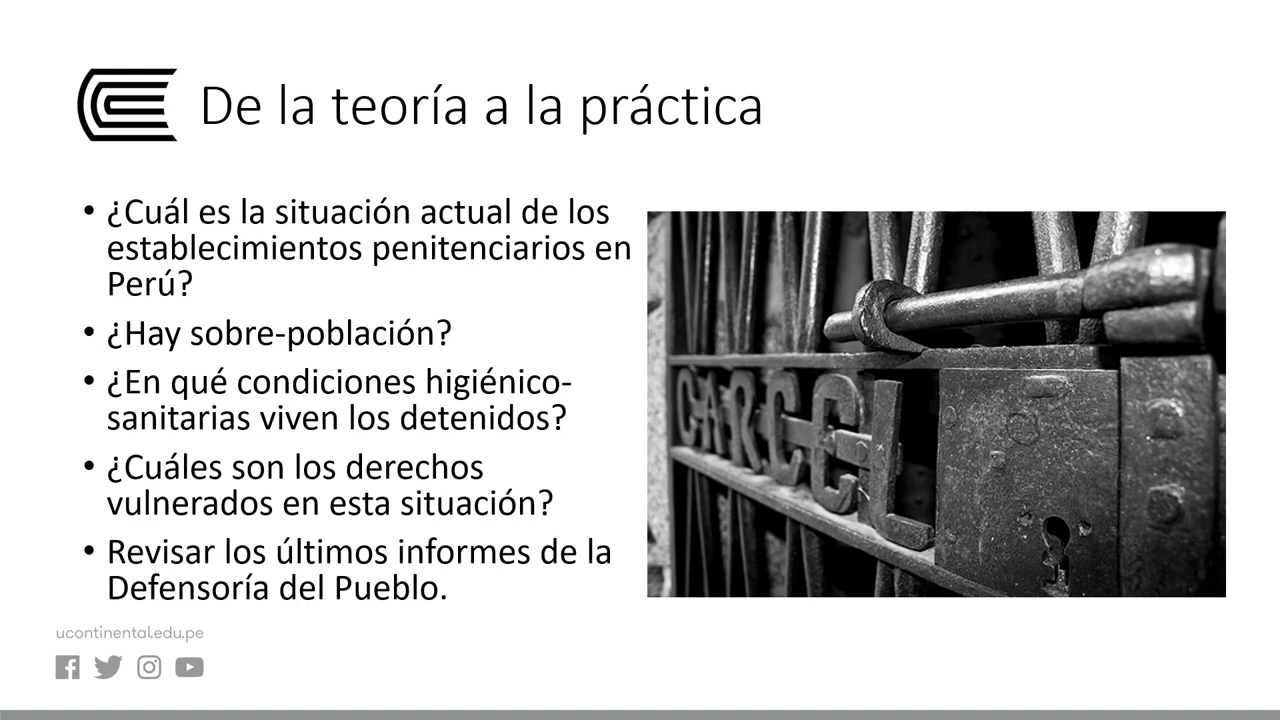 De la teoría a la práctica
• ¿Cuál es la situación actual de los
establecimientos penitenciarios en
Perú?
• ¿Hay sobre-población?
• ¿En qué condiciones higiénico-
sanitarias viven los detenidos?
• ¿Cuáles son los derechos
vulnerados en esta situación?
• Revisar los últimos informes de la
Defensoría del Pueblo.
CARCEL
ucontinental.edu.pe